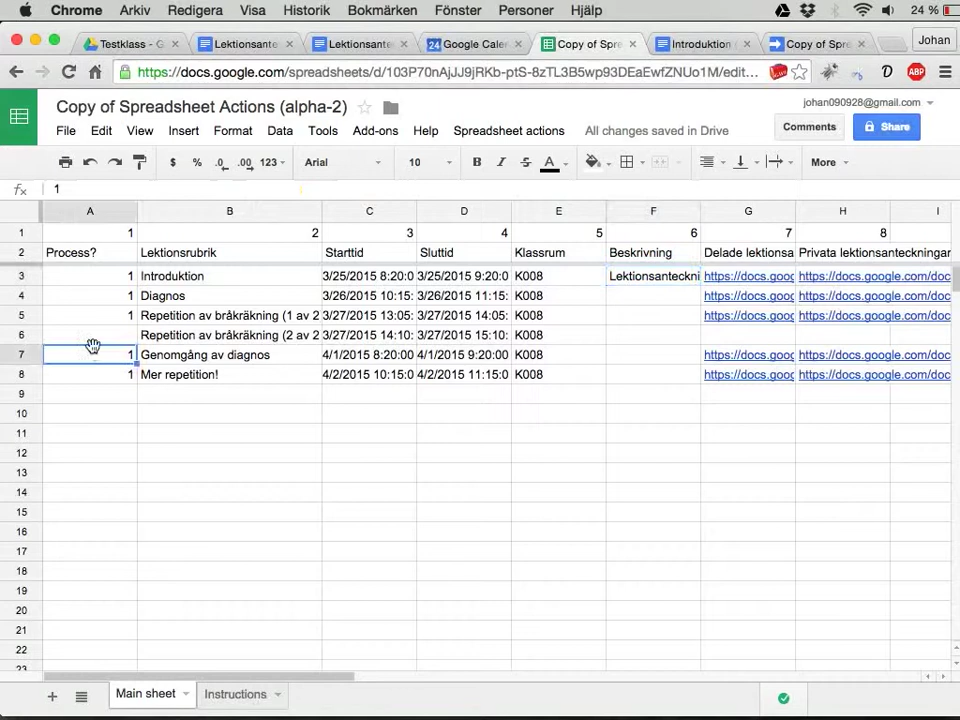 Chrome Arkiv Redigera Visa Historik Bokmärken Fönster Personer Hjälp 24 %
Testklass - G Lektionsante Lektionsante Google Caler Copy of Spre Introduktion Copy of Spre Johan
https://docs.google.com/spreadsheets/d/103P70nAjJJ9jRKb-ptS-8zTL3B5wp93DEaEwfZNUo1M/edit... D ABP
Copy of Spreadsheet Actions (alpha-2) johan090928@gmail.com
File Edit View Insert Format Data Tools Add-ons Help Spreadsheet actions All changes saved in Drive Comments Share
$ % .0 .00 123 Arial 10 B I S A More
fx 1
A B C D E F G H I
1 1 2 3 4 5 6 7 8
2 Process? Lektionsrubrik Starttid Sluttid Klassrum Beskrivning Delade lektionsa Privata lektionsanteckningar
3 1 Introduktion 3/25/2015 8:20:0 3/25/2015 9:20:0 K008 Lektionsanteckni https://docs.goog https://docs.google.com/doc
4 1 Diagnos 3/26/2015 10:15: 3/26/2015 11:15: K008 https://docs.goog https://docs.google.com/doc
5 1 Repetition av bråkräkning (1 av 2 3/27/2015 13:05: 3/27/2015 14:05: K008 https://docs.goog https://docs.google.com/doc
6 Repetition av bråkräkning (2 av 2 3/27/2015 14:10: 3/27/2015 15:10: K008
7 1 Genomgång av diagnos 4/1/2015 8:20:00 4/1/2015 9:20:00 K008 https://docs.goog https://docs.google.com/doc
8 1 Mer repetition! 4/2/2015 10:15:0 4/2/2015 11:15:0 K008 https://docs.goog https://docs.google.com/doc
9
10
11
12
13
14
15
16
17
18
19
20
21
22
23
Main sheet Instructions